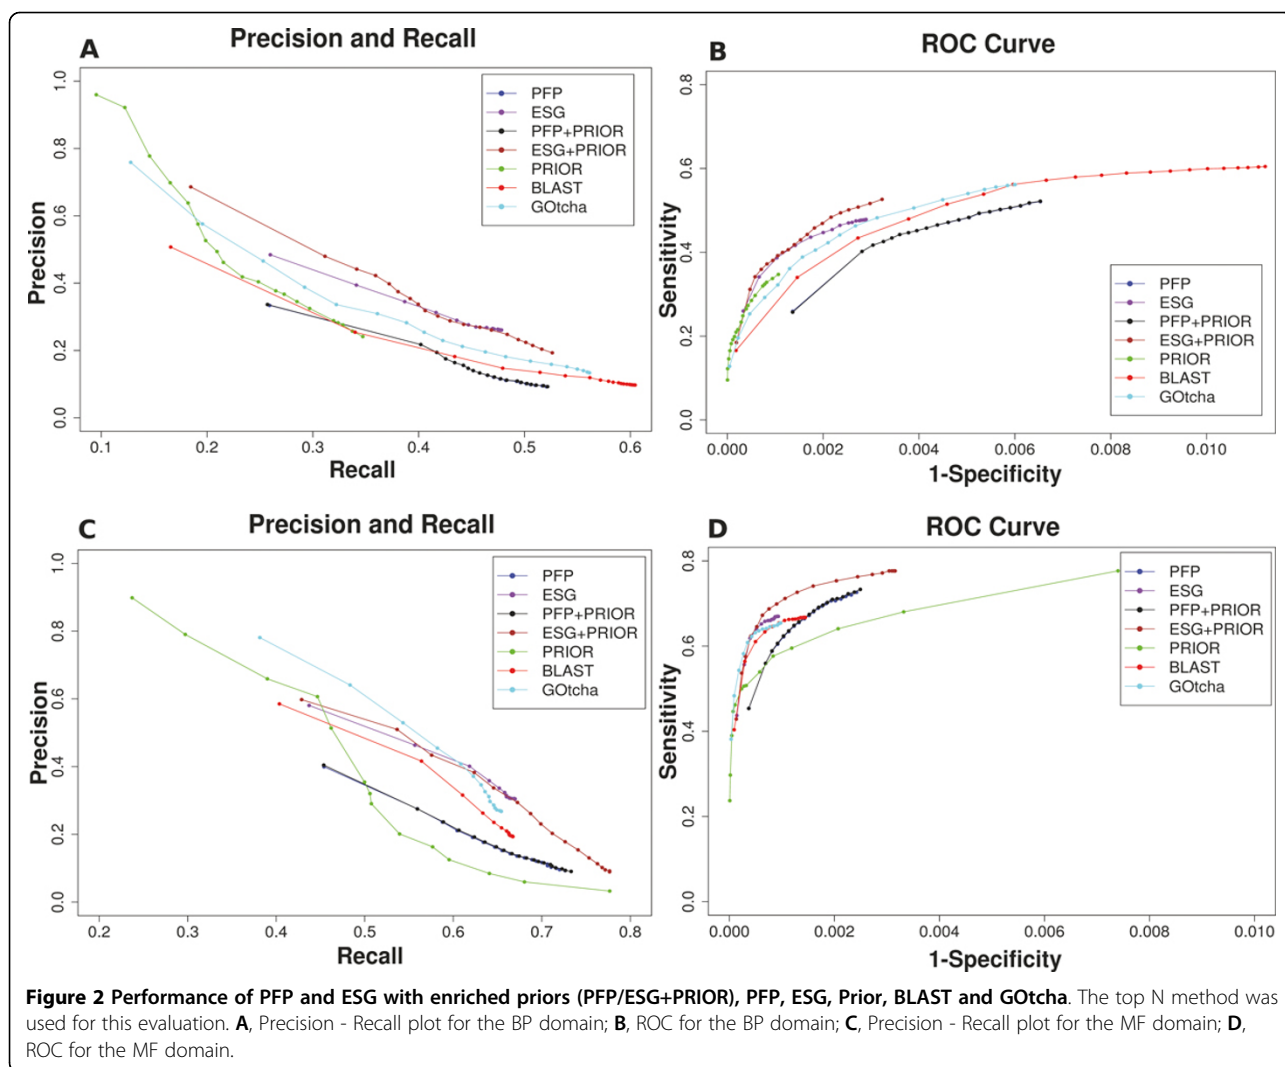 A
Precision and Recall
Precision
1.0
0.8
0.6
0.4
0.2
0.0
PFP
ESG
PFP+PRIOR
ESG+PRIOR
PRIOR
BLAST
GOtcha
0.1 0.2 0.3 0.4 0.5 0.6
Recall
B
ROC Curve
Sensitivity
0.8
0.6
0.4
0.2
0.0
PFP
ESG
PFP+PRIOR
ESG+PRIOR
PRIOR
BLAST
GOtcha
0.000 0.002 0.004 0.006 0.008 0.010
1-Specificity
C
Precision and Recall
Precision
1.0
0.8
0.6
0.4
0.2
0.0
PFP
ESG
PFP+PRIOR
ESG+PRIOR
PRIOR
BLAST
GOtcha
0.2 0.3 0.4 0.5 0.6 0.7 0.8
Recall
D
ROC Curve
Sensitivity
0.8
0.6
0.4
0.2
0.0
PFP
ESG
PFP+PRIOR
ESG+PRIOR
PRIOR
BLAST
GOtcha
0.000 0.002 0.004 0.006 0.008 0.010
1-Specificity
Figure 2 Performance of PFP and ESG with enriched priors (PFP/ESG+PRIOR), PFP, ESG, Prior, BLAST and GOtcha. The top N method was
used for this evaluation. A, Precision - Recall plot for the BP domain; B, ROC for the BP domain; C, Precision - Recall plot for the MF domain; D,
ROC for the MF domain.